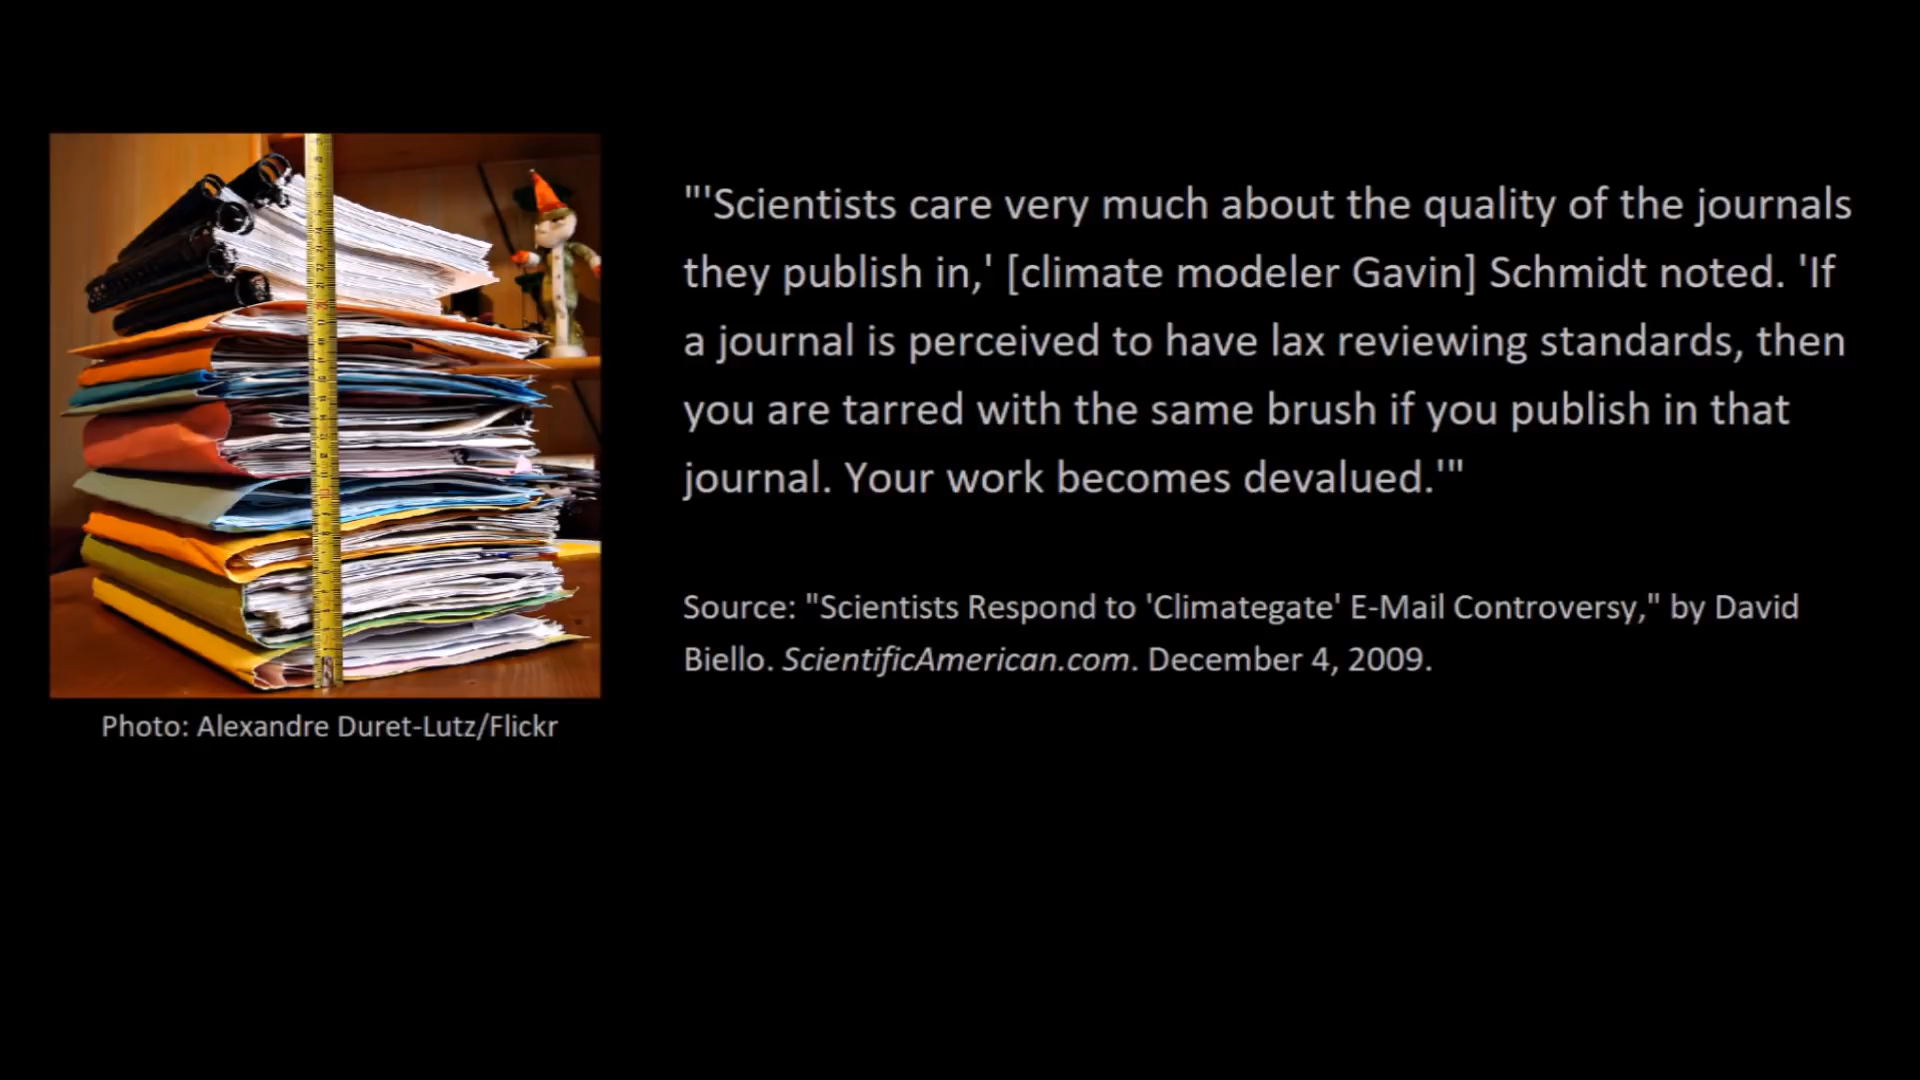 "'Scientists care very much about the quality of the journals
they publish in,' [climate modeler Gavin] Schmidt noted. 'If
a journal is perceived to have lax reviewing standards, then
you are tarred with the same brush if you publish in that
journal. Your work becomes devalued.'"
Source: "Scientists Respond to 'Climategate' E-Mail Controversy," by David
Biello. ScientificAmerican.com. December 4, 2009.
Photo: Alexandre Duret-Lutz/Flickr